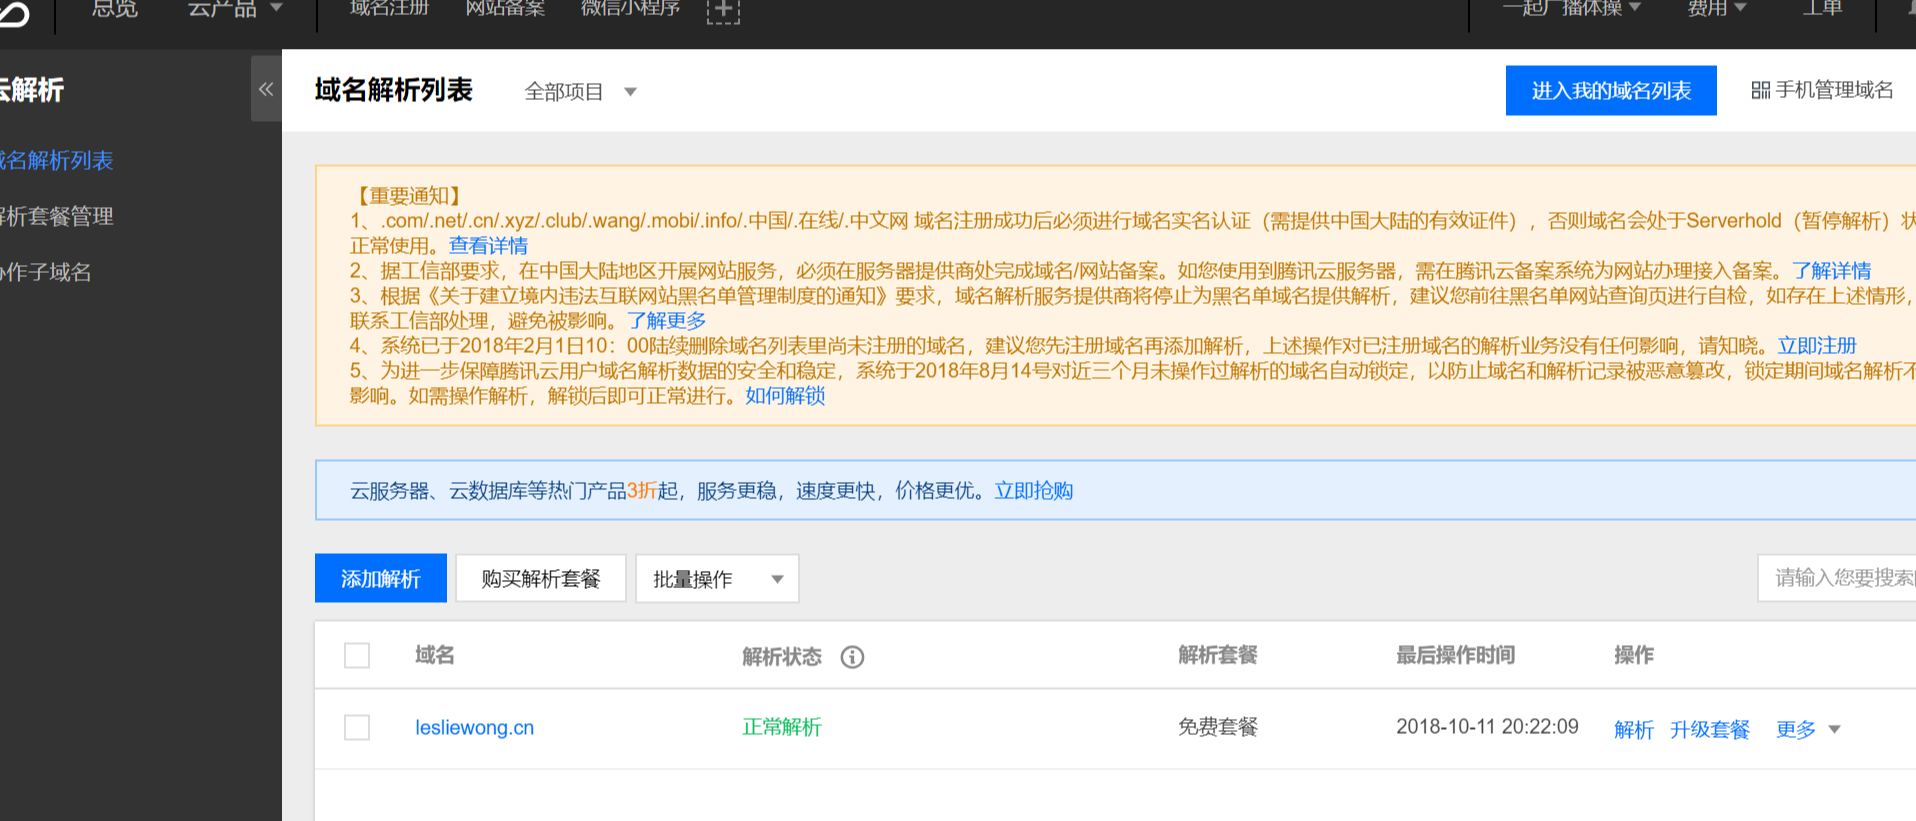 总览 云产品 域名注册 网站备案 微信小程序 一起广播体操 费用 工单
云解析
域名解析列表 全部项目 进入我的域名列表 手机管理域名
域名解析列表
解析套餐管理
协作子域名
【重要通知】
1、.com/.net/.cn/.xyz/.club/.wang/.mobi/.info/.中国/.在线/.中文网 域名注册成功后必须进行域名实名认证（需提供中国大陆的有效证件），否则域名会处于Serverhold（暂停解析）状
正常使用。查看详情
2、据工信部要求，在中国大陆地区开展网站服务，必须在服务器提供商处完成域名/网站备案。如您使用到腾讯云服务器，需在腾讯云备案系统为网站办理接入备案。了解详情
3、根据《关于建立境内违法互联网站黑名单管理制度的通知》要求，域名解析服务提供商将停止为黑名单域名提供解析，建议您前往黑名单网站查询页进行自检，如存在上述情形，
联系工信部处理，避免被影响。了解更多
4、系统已于2018年2月1日10：00陆续删除域名列表里尚未注册的域名，建议您先注册域名再添加解析，上述操作对已注册域名的解析业务没有任何影响，请知晓。立即注册
5、为进一步保障腾讯云用户域名解析数据的安全和稳定，系统于2018年8月14号对近三个月未操作过解析的域名自动锁定，以防止域名和解析记录被恶意篡改，锁定期间域名解析不
影响。如需操作解析，解锁后即可正常进行。如何解锁
云服务器、云数据库等热门产品3折起，服务更稳，速度更快，价格更优。立即抢购
添加解析 购买解析套餐 批量操作 请输入您要搜索
域名 解析状态 解析套餐 最后操作时间 操作
lesliewong.cn 正常解析 免费套餐 2018-10-11 20:22:09 解析 升级套餐 更多